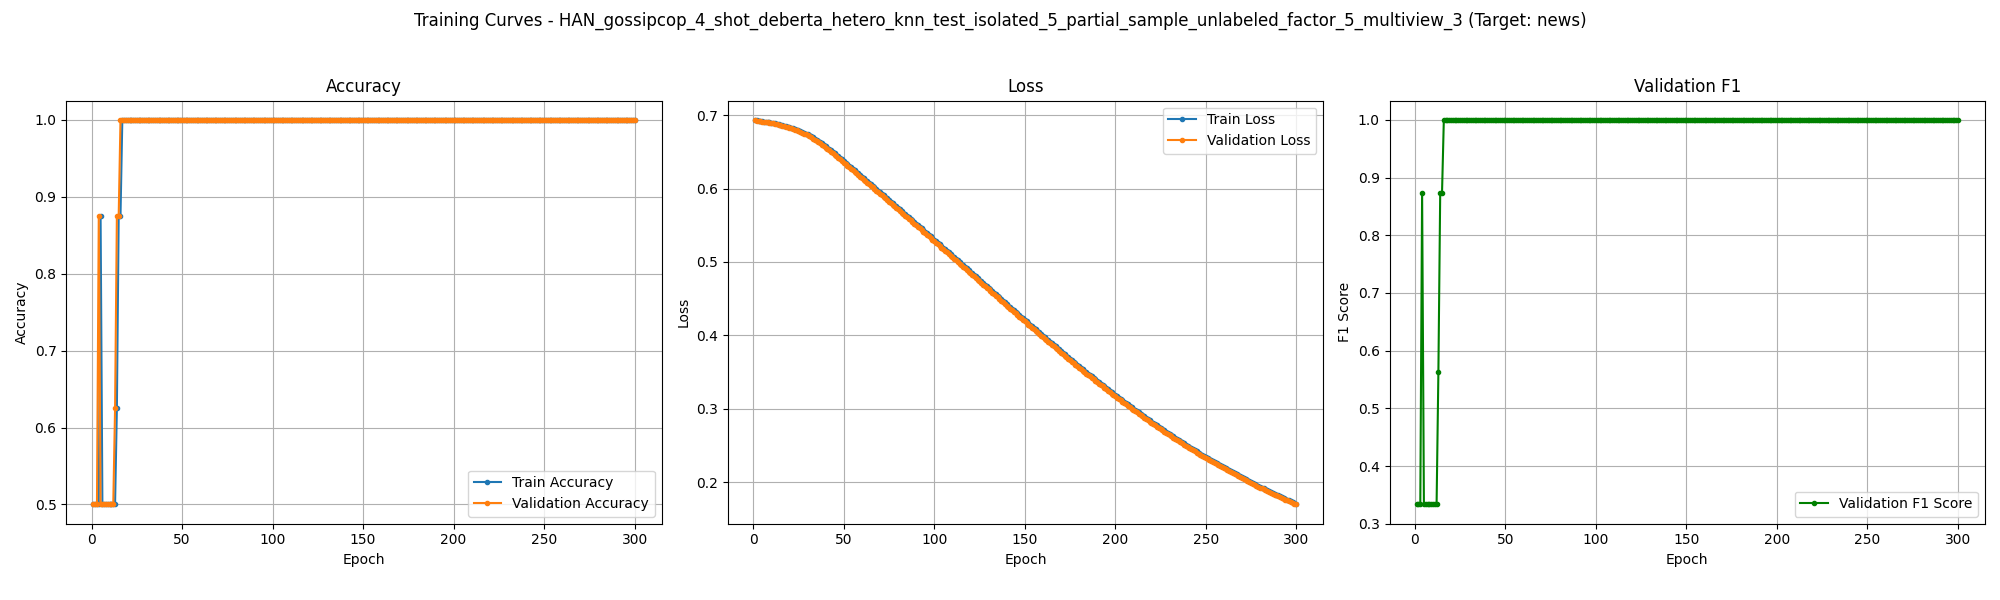 Training Curves - HAN_gossipcop_4_shot_deberta_hetero_knn_test_isolated_5_partial_sample_unlabeled_factor_5_multiview_3 (Target: news)
Accuracy
Accuracy
1.0
0.9
0.8
0.7
0.6
0.5
0 50 100 150 200 250 300
Epoch
Train Accuracy
Validation Accuracy
Loss
Loss
0.7
0.6
0.5
0.4
0.3
0.2
0 50 100 150 200 250 300
Epoch
Train Loss
Validation Loss
Validation F1
F1 Score
1.0
0.9
0.8
0.7
0.6
0.5
0.4
0.3
0 50 100 150 200 250 300
Epoch
Validation F1 Score